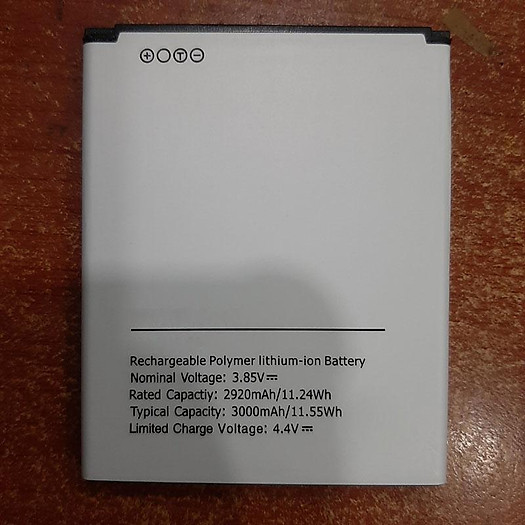 + T -
Rechargeable Polymer lithium-ion Battery
Nominal Voltage: 3.85V⎓
Rated Capactiy: 2920mAh/11.24Wh
Typical Capacity: 3000mAh/11.55Wh
Limited Charge Voltage: 4.4V⎓